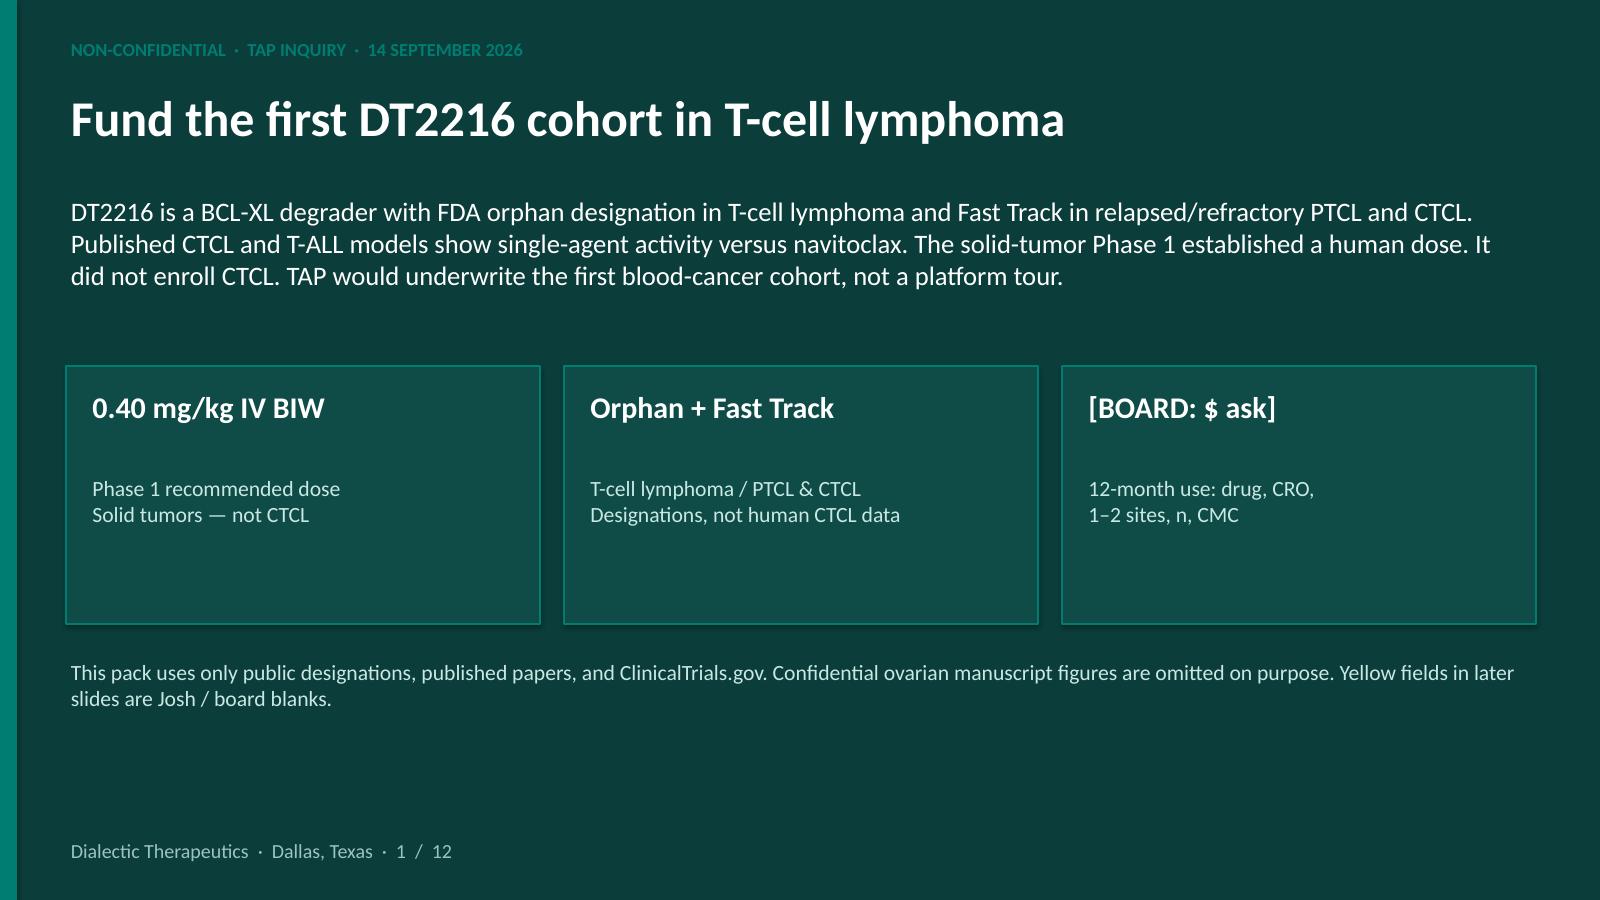 NON-CONFIDENTIAL · TAP INQUIRY · 14 SEPTEMBER 2026
Fund the first DT2216 cohort in T-cell lymphoma
DT2216 is a BCL-XL degrader with FDA orphan designation in T-cell lymphoma and Fast Track in relapsed/refractory PTCL and CTCL.
Published CTCL and T-ALL models show single-agent activity versus navitoclax. The solid-tumor Phase 1 established a human dose. It
did not enroll CTCL. TAP would underwrite the first blood-cancer cohort, not a platform tour.
0.40 mg/kg IV BIW
Phase 1 recommended dose
Solid tumors — not CTCL
Orphan + Fast Track
T-cell lymphoma / PTCL & CTCL
Designations, not human CTCL data
[BOARD: $ ask]
12-month use: drug, CRO,
1–2 sites, n, CMC
This pack uses only public designations, published papers, and ClinicalTrials.gov. Confidential ovarian manuscript figures are omitted on purpose. Yellow fields in later
slides are Josh / board blanks.
Dialectic Therapeutics · Dallas, Texas · 1 / 12